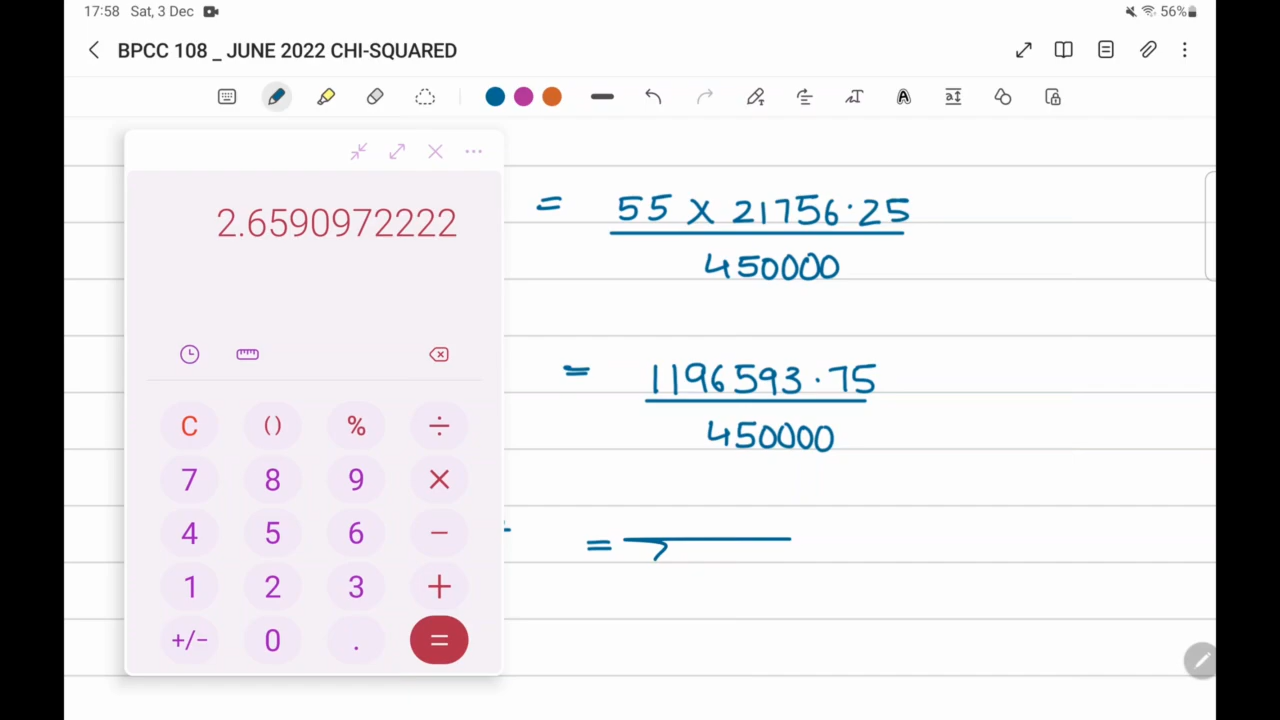 17:58 Sat, 3 Dec 56%
BPCC 108 _ JUNE 2022 CHI-SQUARED
2.6590972222
C () % ÷
7 8 9 ×
4 5 6 −
1 2 3 +
+/− 0 . =
= 55 x 21756.25
450000
= 1196593.75
450000
=